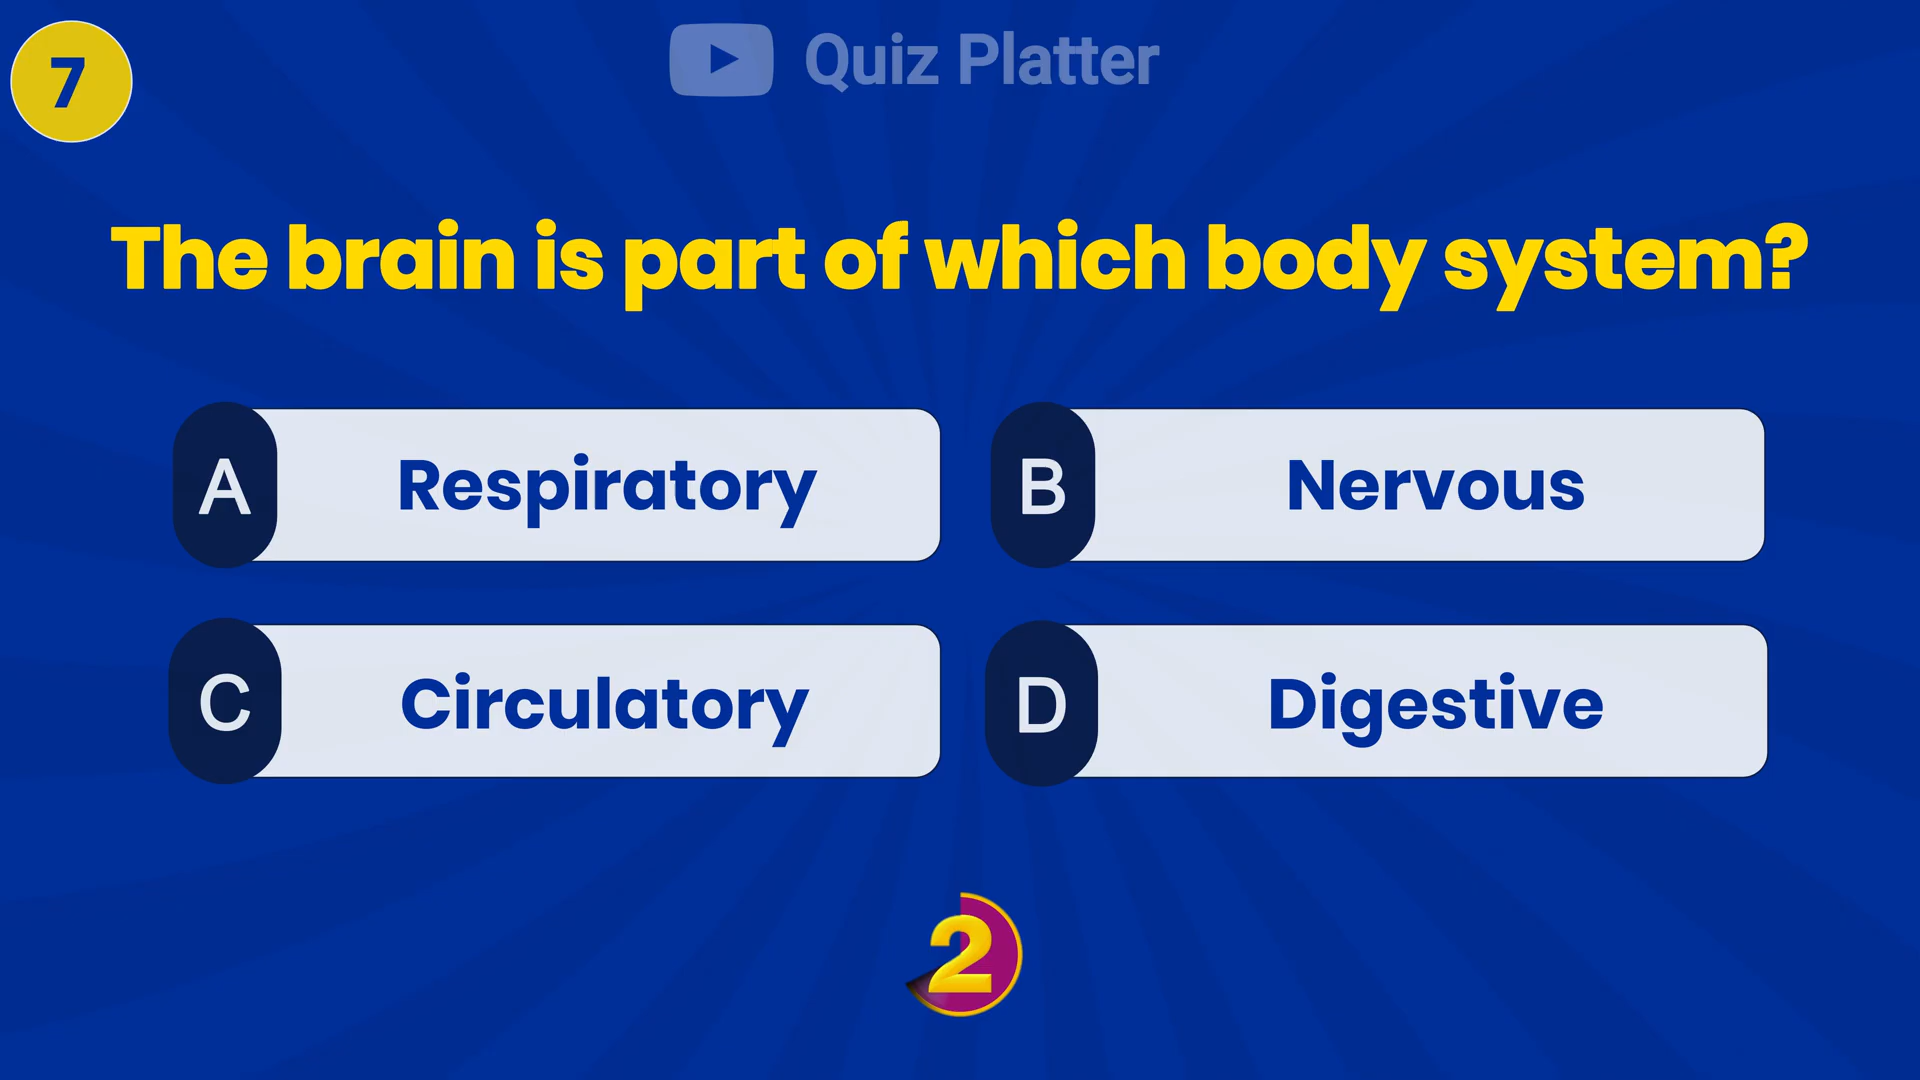 7
Quiz Platter
The brain is part of which body system?
A Respiratory
B Nervous
C Circulatory
D Digestive
2